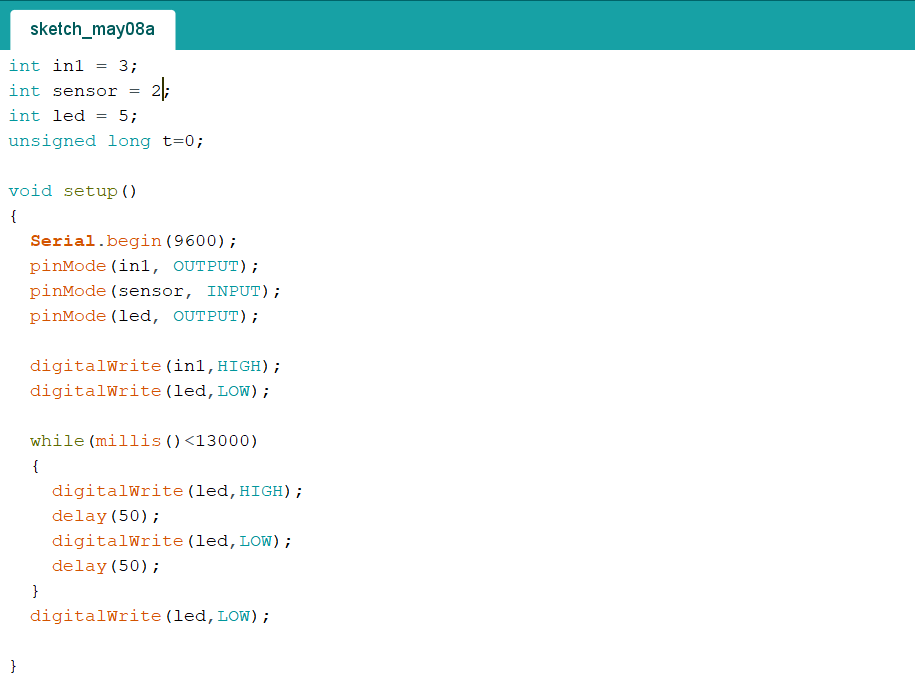 sketch_may08a
int in1 = 3;
int sensor = 2;
int led = 5;
unsigned long t=0;
void setup()
{
Serial.begin(9600);
pinMode(in1, OUTPUT);
pinMode(sensor, INPUT);
pinMode(led, OUTPUT);
digitalWrite(in1,HIGH);
digitalWrite(led,LOW);
while(millis()<13000)
{
digitalWrite(led,HIGH);
delay(50);
digitalWrite(led,LOW);
delay(50);
}
digitalWrite(led,LOW);
}